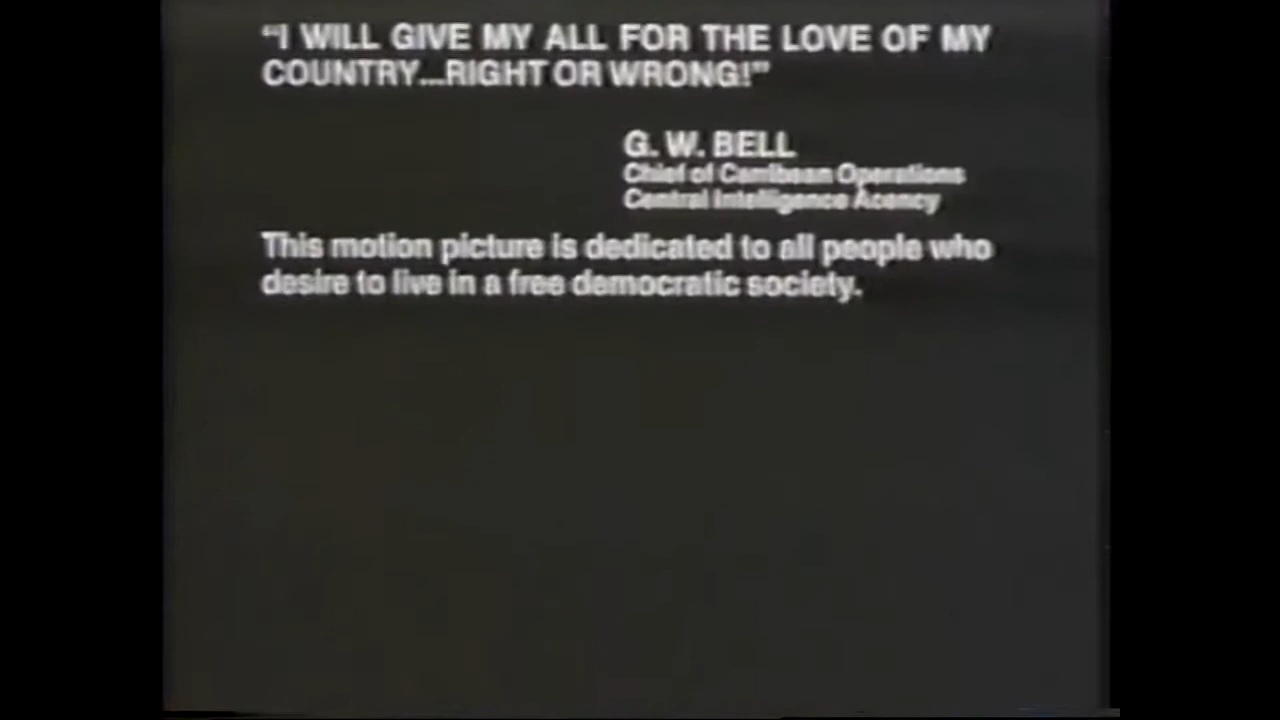 “I WILL GIVE MY ALL FOR THE LOVE OF MY
COUNTRY...RIGHT OR WRONG!”
G. W. BELL
Chief of Carribean Operations
Central Intelligence Agency
This motion picture is dedicated to all people who
desire to live in a free democratic society.